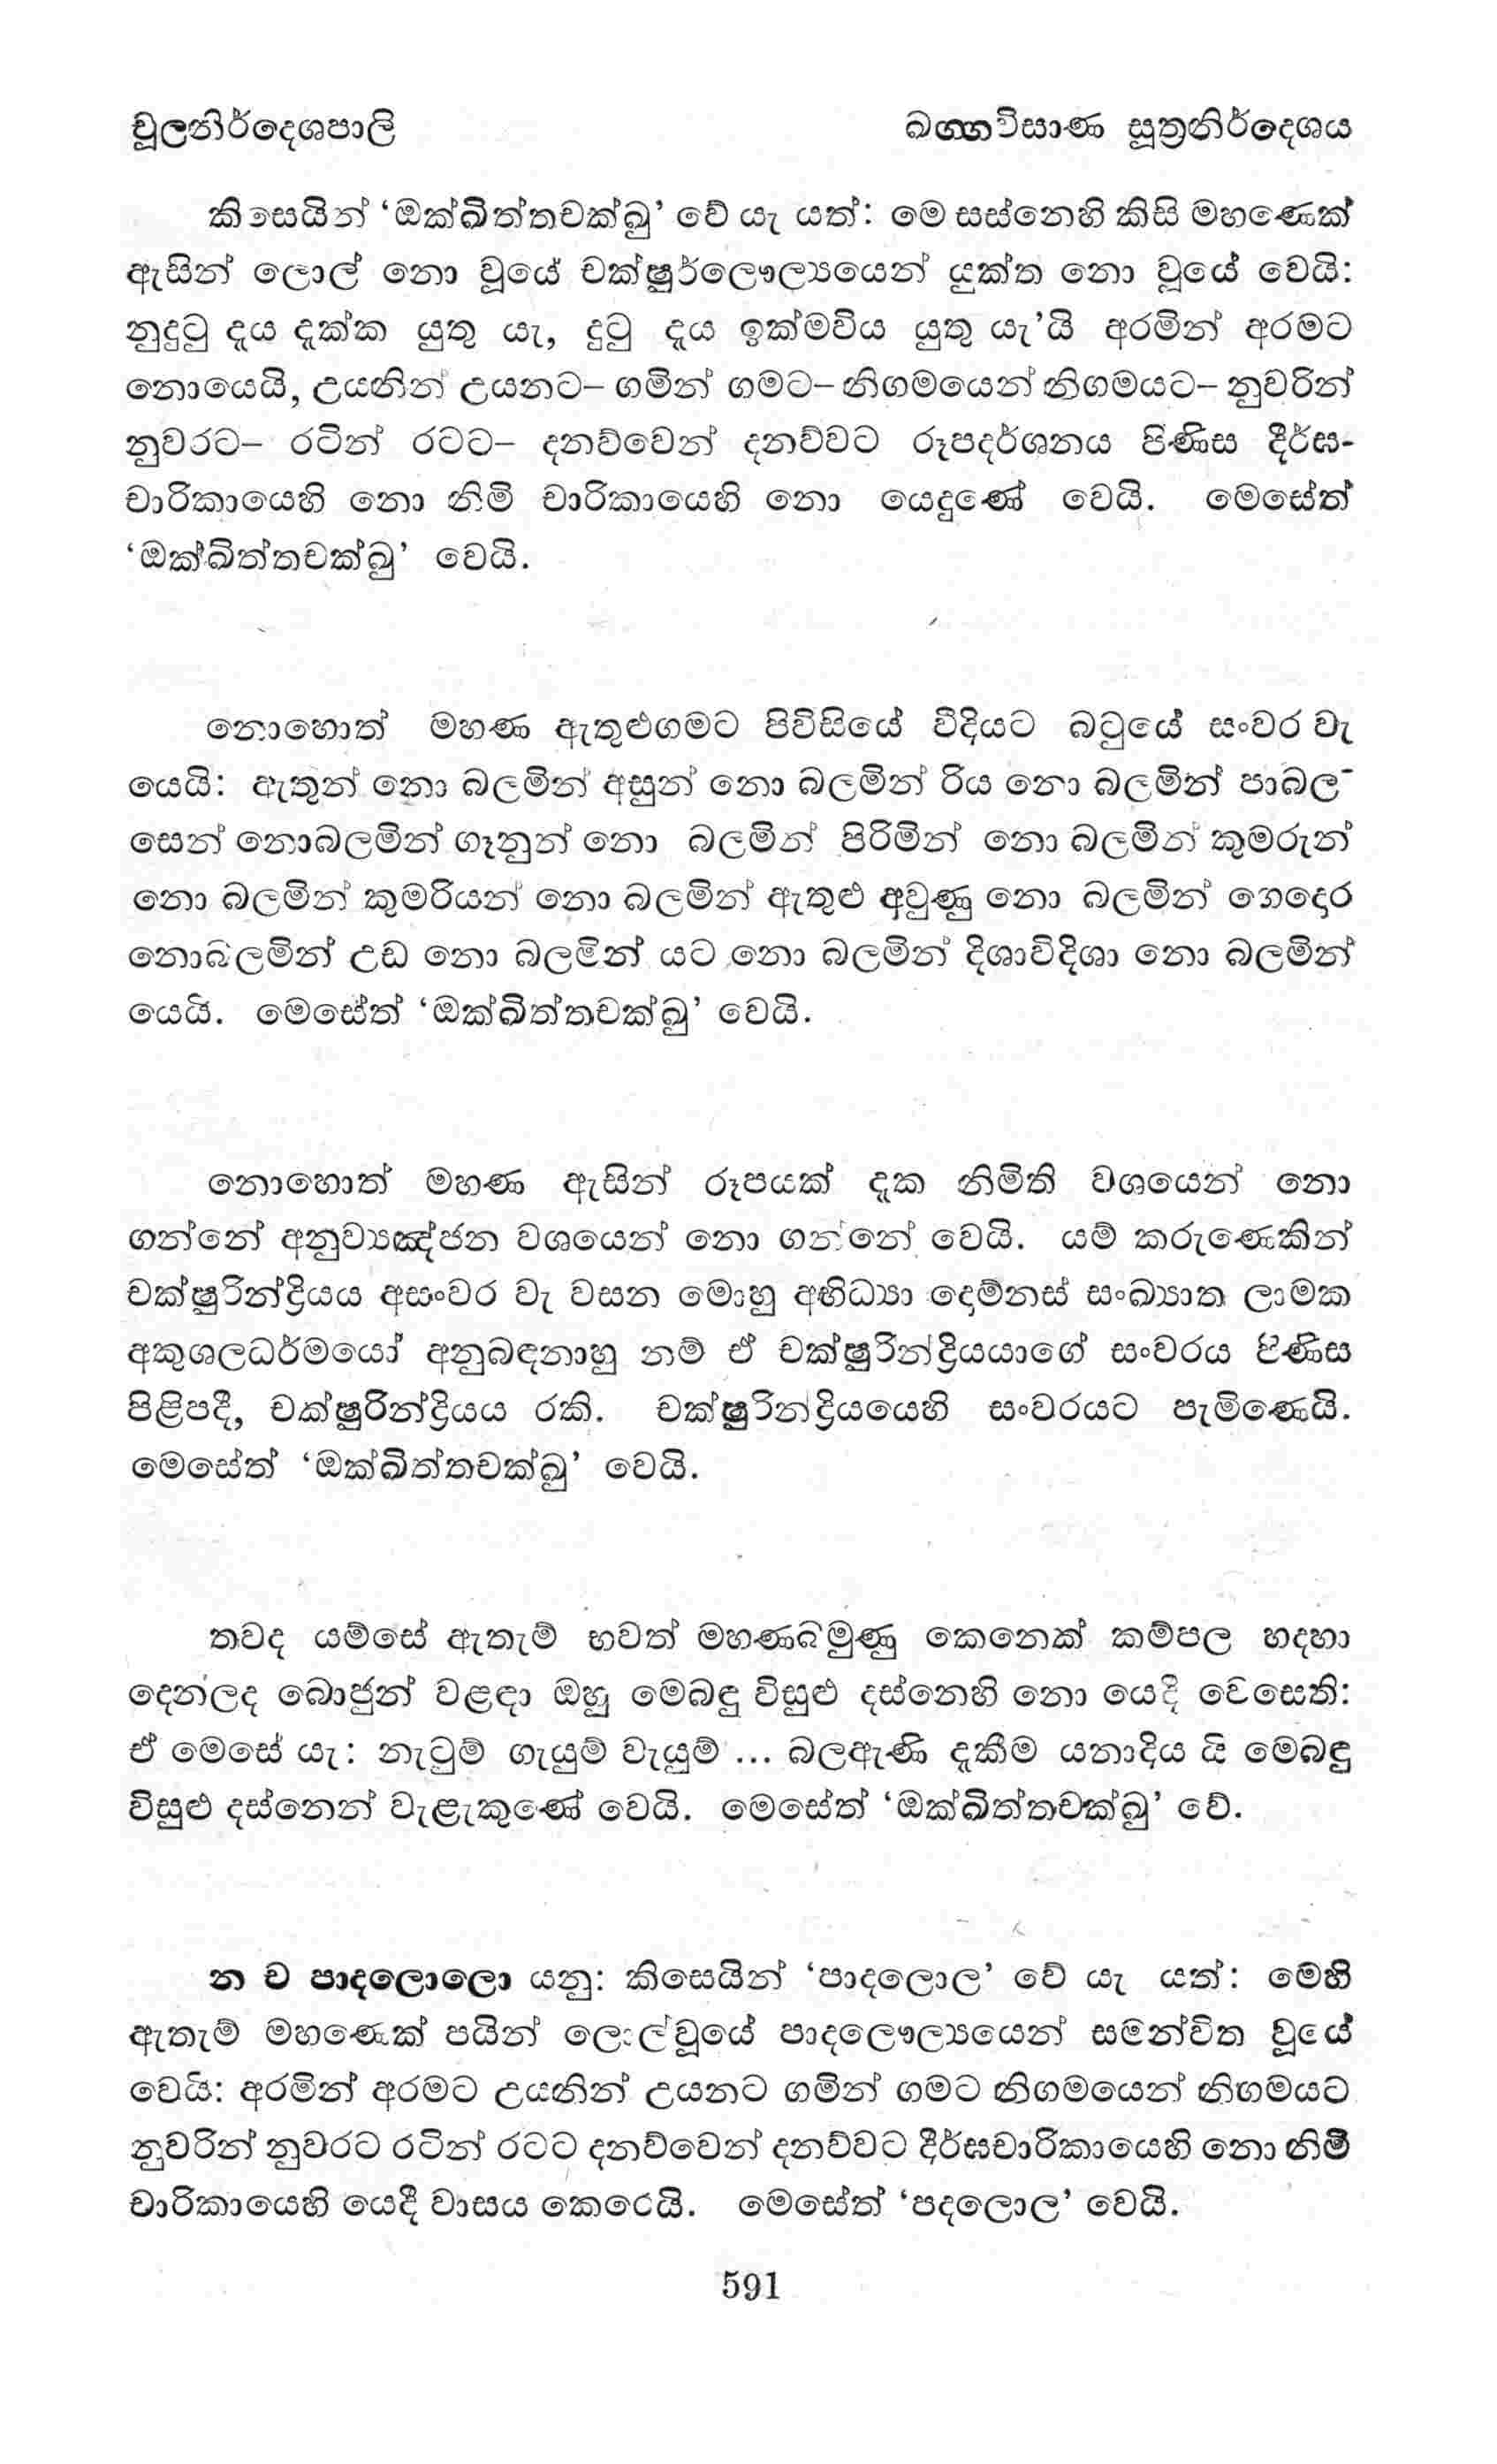 චූලනිර්දෙශපාලි
ඛග්ගවිසාණ සූත්‍රනිර්දෙශය
කිසෙයින් ‘ඔක්ඛිත්තචක්ඛු’ වේ යැ යත්: මෙ සස්නෙහි කිසි මහණෙක්
ඇසින් ලොල් නො වූයේ චක්ෂුර්ලෞල්‍යයෙන් යුක්ත නො වූයේ වෙයි:
නුදුටු දැය දැක්ක යුතු යැ, දුටු දැය ඉක්මවිය යුතු යැ’යි අරමින් අරමට
නොයෙයි, උයනින් උයනට– ගමින් ගමට– නිගමයෙන් නිගමයට– නුවරින්
නුවරට– රටින් රටට– දනව්වෙන් දනව්වට රූපදර්ශනය පිණිස දීර්ඝ-
චාරිකායෙහි නො නිමි චාරිකායෙහි නො යෙදුණේ වෙයි. මෙසේත්
‘ඔක්ඛිත්තචක්ඛු’ වෙයි.
නොහොත් මහණ ඇතුළුගමට පිවිසියේ වීදියට බටුයේ සංවර වැ
යෙයි: ඇතුන් නො බලමින් අසුන් නො බලමින් රිය නො බලමින් පාබල-
සෙන් නොබලමින් ගෑනුන් නො බලමින් පිරිමින් නො බලමින් කුමරුන්
නො බලමින් කුමරියන් නො බලමින් ඇතුළු අවුණු නො බලමින් ගෙදොර
නොබලමින් උඩ නො බලමින් යට නො බලමින් දිශාවිදිශා නො බලමින්
යෙයි. මෙසේත් ‘ඔක්ඛිත්තචක්ඛු’ වෙයි.
නොහොත් මහණ ඇසින් රූපයක් දැක නිමිති වශයෙන් නො
ගන්නේ අනුව්‍යඤ්ජන වශයෙන් නො ගන්නේ වෙයි. යම් කරුණෙකින්
චක්ෂුරින්ද්‍රියය අසංවර වැ වසන මොහු අභිධ්‍යා දොම්නස් සංඛ්‍යාත ලාමක
අකුශලධර්මයෝ අනුබඳනාහු නම් ඒ චක්ෂුරින්ද්‍රියයාගේ සංවරය පිණිස
පිළිපදී, චක්ෂුරින්ද්‍රියය රකි. චක්ෂුරින්ද්‍රියයෙහි සංවරයට පැමිණෙයි.
මෙසේත් ‘ඔක්ඛිත්තචක්ඛු’ වෙයි.
තවද යම්සේ ඇතැම් භවත් මහණබමුණු කෙනෙක් කම්පල හදහා
දෙන්ලද බොජුන් වළඳා ඔහු මෙබඳු විසුළු දස්නෙහි නො යෙදි වෙසෙති:
ඒ මෙසේ යැ: නැටුම් ගැයුම් වැයුම් ... බලඇණි දැකීම යනාදිය යි මෙබඳු
විසුළු දස්නෙන් වැළැකුණේ වෙයි. මෙසේත් ‘ඔක්ඛිත්තචක්ඛු’ වේ.
න ච පාදලොලො යනු: කිසෙයින් ‘පාදලොල’ වේ යැ යත්: මෙහි
ඇතැම් මහණෙක් පයින් ලොල්වූයේ පාදලෞල්‍යයෙන් සමන්විත වූයේ
වෙයි: අරමින් අරමට උයනින් උයනට ගමින් ගමට නිගමයෙන් නිගමයට
නුවරින් නුවරට රටින් රටට දනව්වෙන් දනව්වට දීර්ඝචාරිකායෙහි නො නිමි
චාරිකායෙහි යෙදී වාසය කෙරෙයි. මෙසේත් ‘පදලොල’ වෙයි.
591